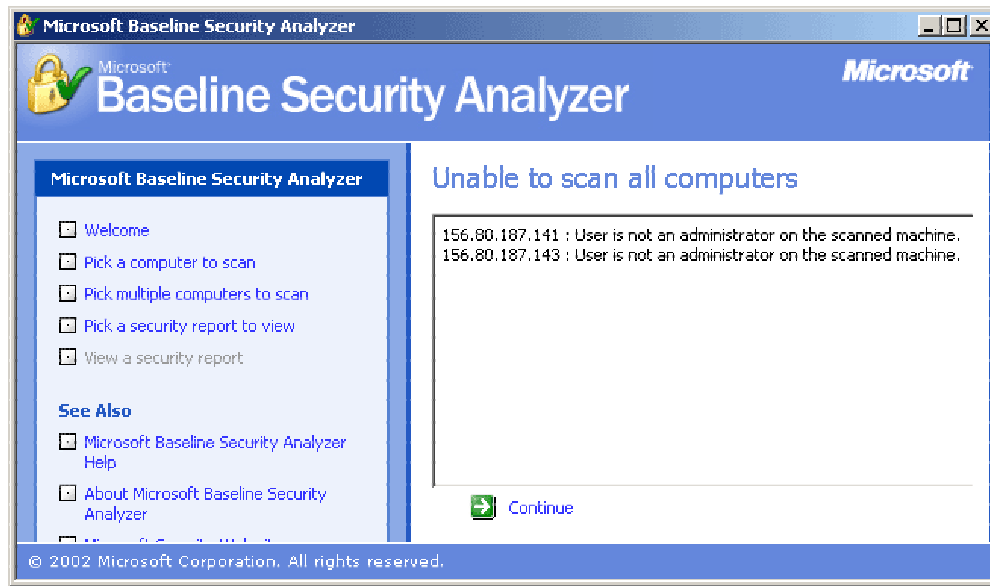 Microsoft Baseline Security Analyzer
Microsoft
Baseline Security Analyzer
Microsoft
Microsoft Baseline Security Analyzer
Welcome
Pick a computer to scan
Pick multiple computers to scan
Pick a security report to view
View a security report
See Also
Microsoft Baseline Security Analyzer
Help
About Microsoft Baseline Security
Analyzer
Unable to scan all computers
156.80.187.141 : User is not an administrator on the scanned machine.
156.80.187.143 : User is not an administrator on the scanned machine.
Continue
© 2002 Microsoft Corporation. All rights reserved.